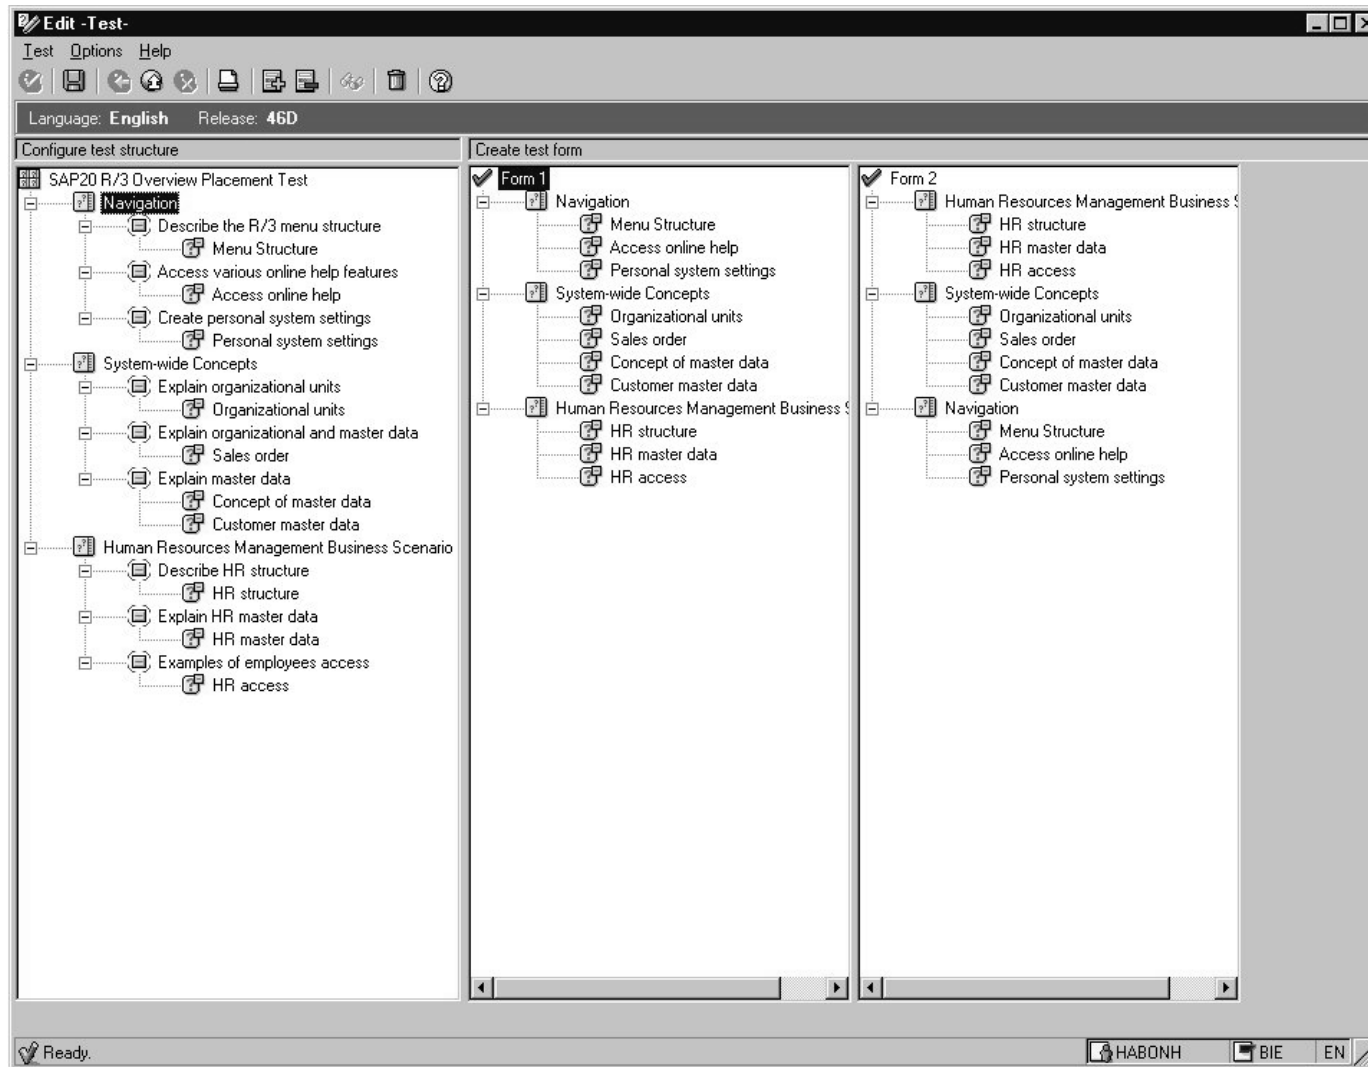 Edit -Test-
Test Options Help
Language: English Release: 46D
Configure test structure
SAP20 R/3 Overview Placement Test
Navigation
Describe the R/3 menu structure
Menu Structure
Access various online help features
Access online help
Create personal system settings
Personal system settings
System-wide Concepts
Explain organizational units
Organizational units
Explain organizational and master data
Sales order
Explain master data
Concept of master data
Customer master data
Human Resources Management Business Scenario
Describe HR structure
HR structure
Explain HR master data
HR master data
Examples of employees access
HR access
Create test form
Form 1
Navigation
Menu Structure
Access online help
Personal system settings
System-wide Concepts
Organizational units
Sales order
Concept of master data
Customer master data
Human Resources Management Business S
HR structure
HR master data
HR access
Form 2
Human Resources Management Business S
HR structure
HR master data
HR access
System-wide Concepts
Organizational units
Sales order
Concept of master data
Customer master data
Navigation
Menu Structure
Access online help
Personal system settings
Ready.
HABONH
BIE
EN